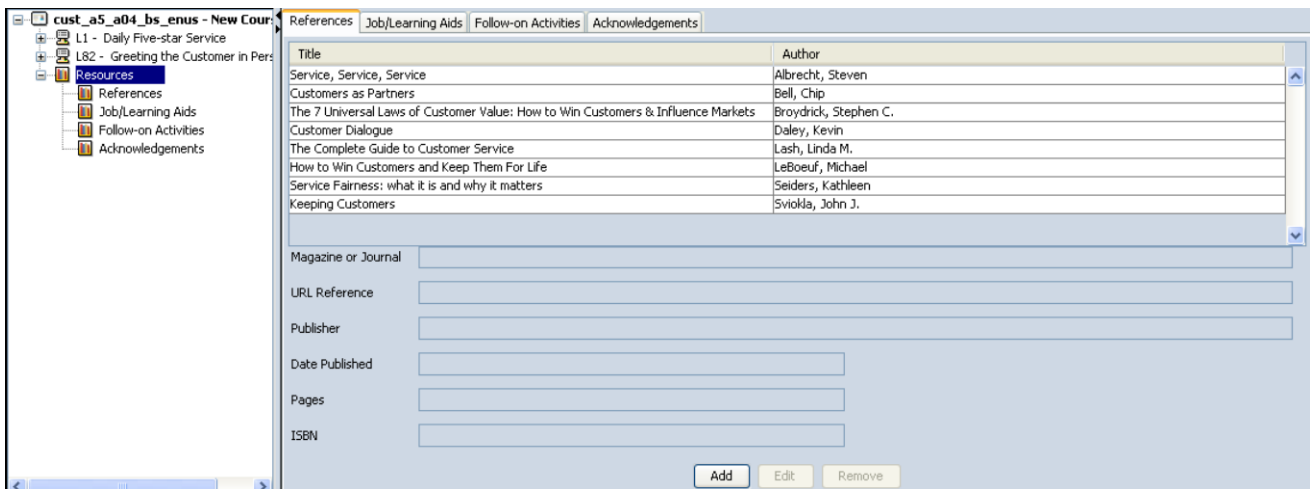 cust_a5_a04_bs_enus - New Cour
L1 - Daily Five-star Service
L82 - Greeting the Customer in Pers
Resources
References
Job/Learning Aids
Follow-on Activities
Acknowledgements
References Job/Learning Aids Follow-on Activities Acknowledgements
Title Author
Service, Service, Service Albrecht, Steven
Customers as Partners Bell, Chip
The 7 Universal Laws of Customer Value: How to Win Customers & Influence Markets Broydrick, Stephen C.
Customer Dialogue Daley, Kevin
The Complete Guide to Customer Service Lash, Linda M.
How to Win Customers and Keep Them For Life LeBoeuf, Michael
Service Fairness: what it is and why it matters Seiders, Kathleen
Keeping Customers Sviokla, John J.
Magazine or Journal
URL Reference
Publisher
Date Published
Pages
ISBN
Add Edit Remove